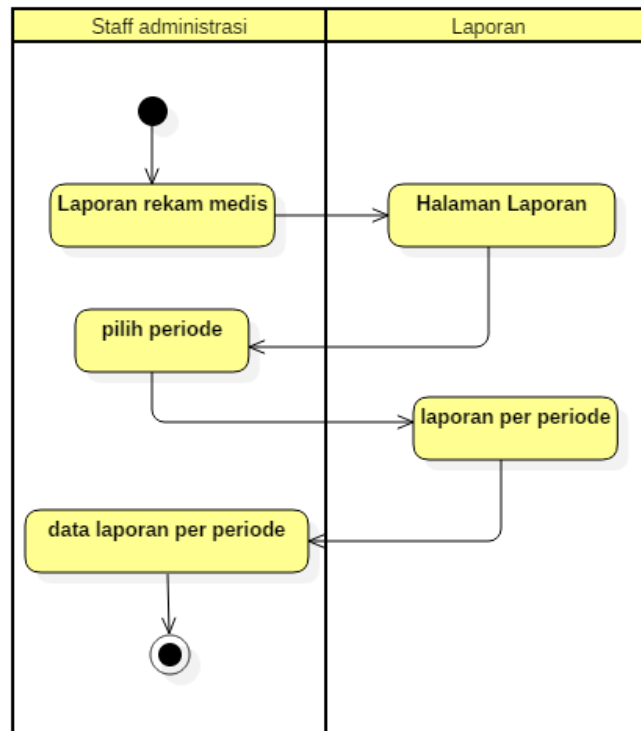 Staff administrasi
Laporan
Laporan rekam medis
Halaman Laporan
pilih periode
laporan per periode
data laporan per periode